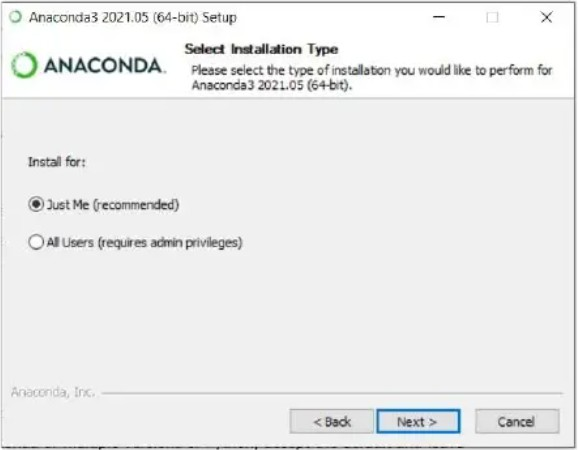 Anaconda3 2021.05 (64-bit) Setup
Select Installation Type
ANACONDA.
Please select the type of installation you would like to perform for
Anaconda3 2021.05 (64-bit).
Install for:
Just Me (recommended)
All Users (requires admin privileges)
Anaconda, Inc.
< Back
Next >
Cancel